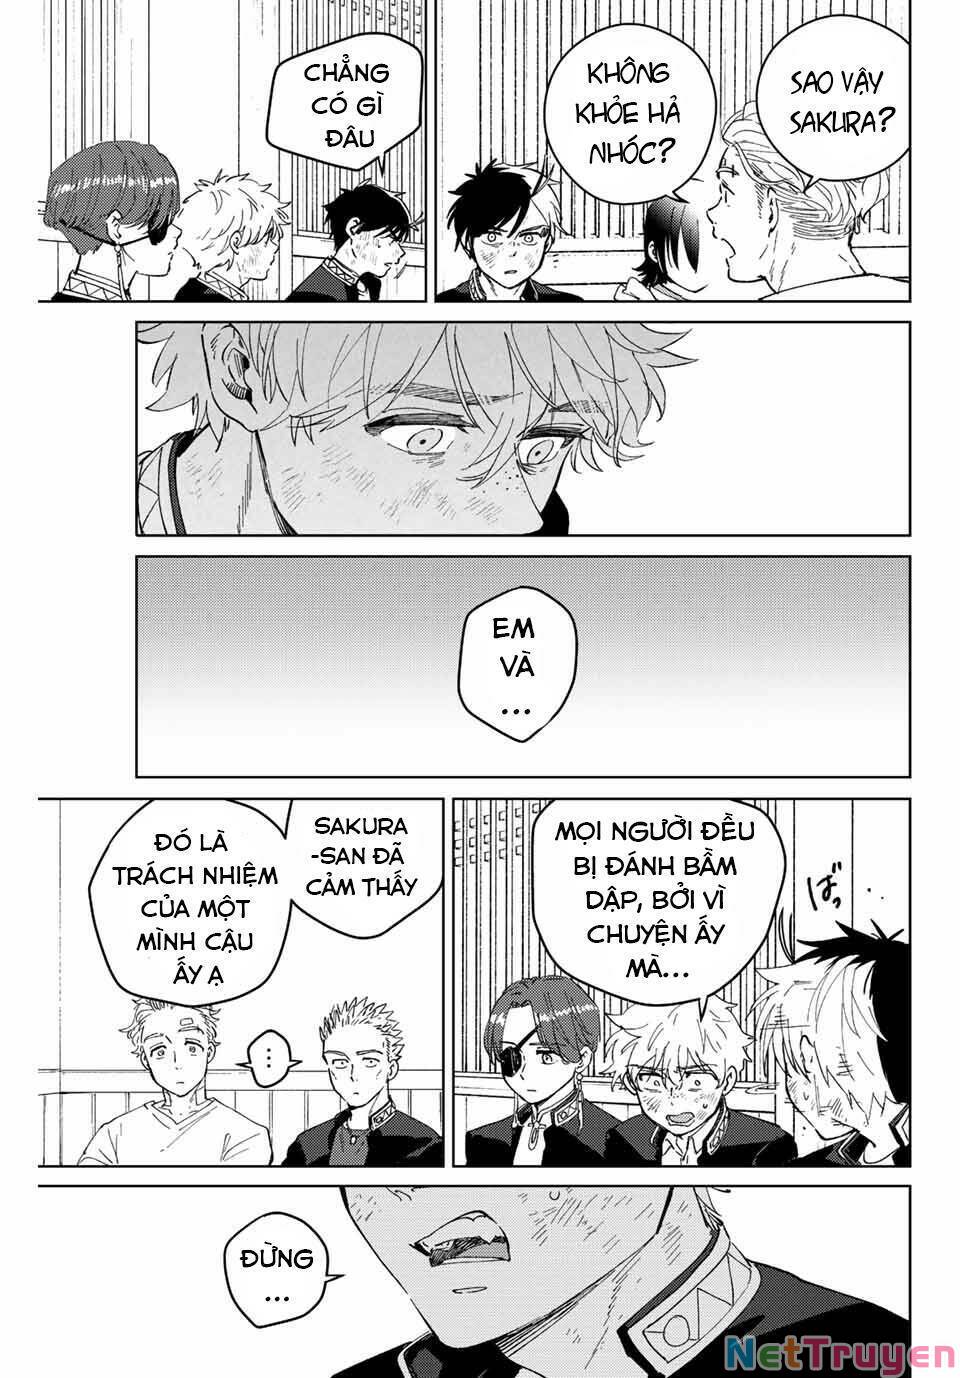 SAO VẬY
SAKURA?
KHÔNG
KHỎE HẢ
NHÓC?
CHẲNG
CÓ GÌ
ĐÂU
EM
VÀ
...
MỌI NGƯỜI ĐỀU
BỊ ĐÁNH BẦM
DẬP, BỞI VÌ
CHUYỆN ẤY
MÀ...
ばっ
SAKURA
-SAN ĐÃ
CẢM THẤY
ĐÓ LÀ
TRÁCH NHIỆM
CỦA MỘT
MÌNH CẬU
ẤY Ạ
...
ĐỪNG
...
NetTruyen